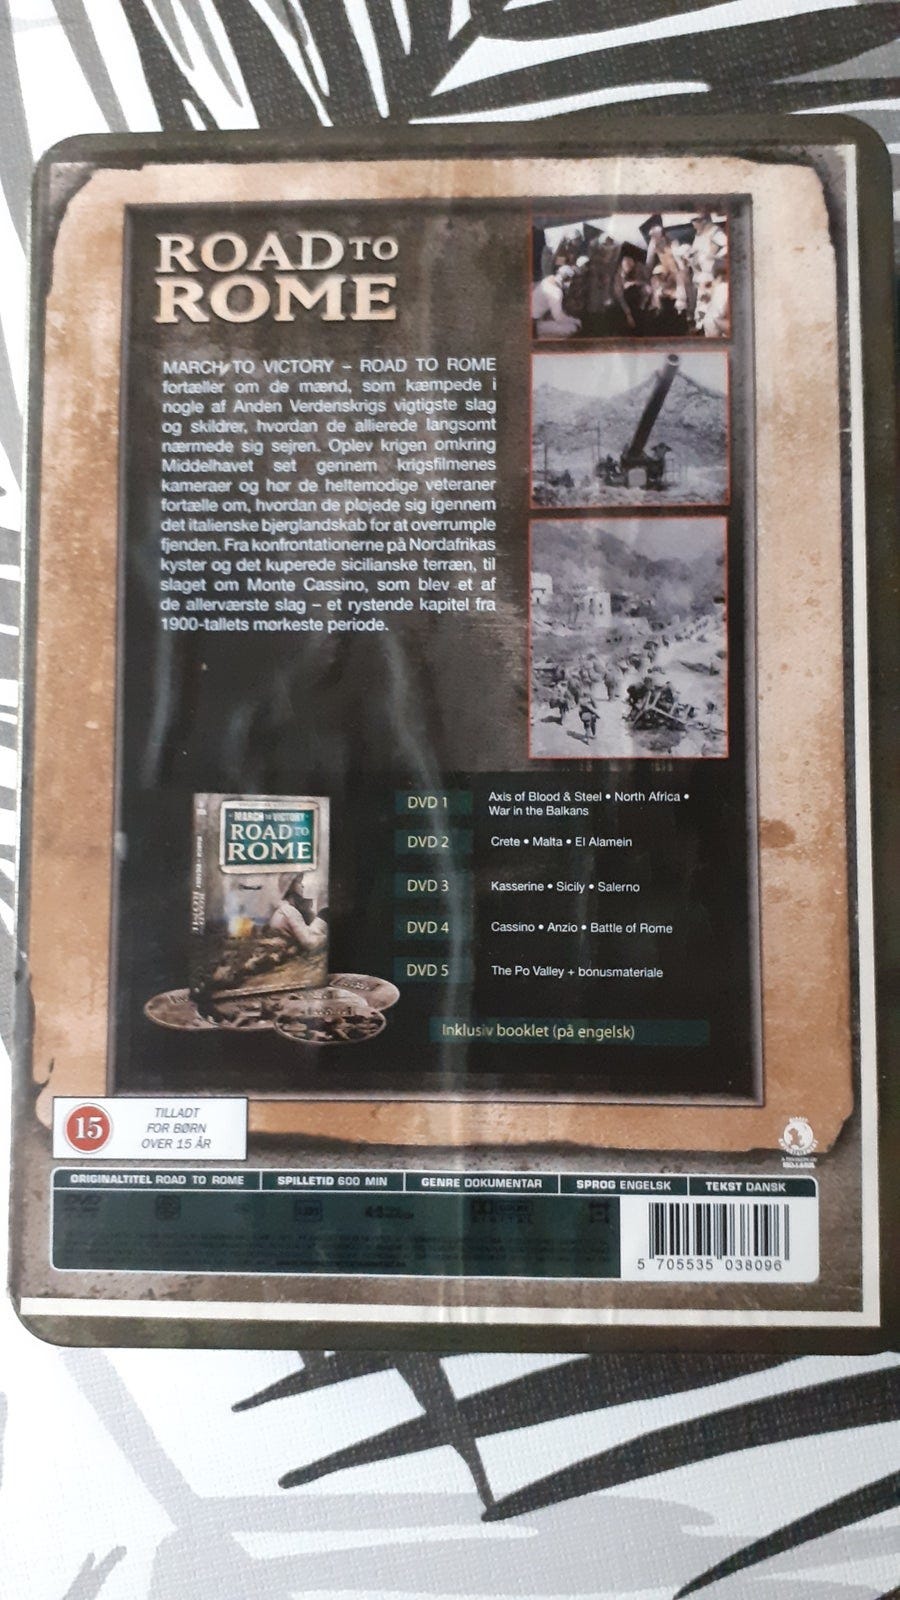 ROAD TO
ROME
MARCH TO VICTORY – ROAD TO ROME
fortæller om de mænd, som kæmpede i
nogle af Anden Verdenskrigs vigtigste slag
og skildrer, hvordan de allierede langsomt
nærmede sig sejren. Oplev krigen omkring
Middelhavet set gennem krigsfilmenes
kameraer og hør de heltemodige veteraner
fortælle om, hvordan de pløjede sig igennem
det italienske bjerglandskab for at overrumple
fjenden. Fra konfrontationerne på Nordafrikas
kyster og det kuperede sicilianske terræn, til
slaget om Monte Cassino, som blev et af
de allerværste slag – et rystende kapitel fra
1900-tallets mørkeste periode.
MARCH TO VICTORY
ROAD TO
ROME
DVD 1 Axis of Blood & Steel • North Africa •
War in the Balkans
DVD 2 Crete • Malta • El Alamein
DVD 3 Kasserine • Sicily • Salerno
DVD 4 Cassino • Anzio • Battle of Rome
DVD 5 The Po Valley + bonusmateriale
Inklusiv booklet (på engelsk)
15
TILLADT
FOR BØRN
OVER 15 ÅR
ORIGINALTITEL ROAD TO ROME SPILLETID 600 MIN GENRE DOKUMENTAR SPROG ENGELSK TEKST DANSK
5 705535 038096